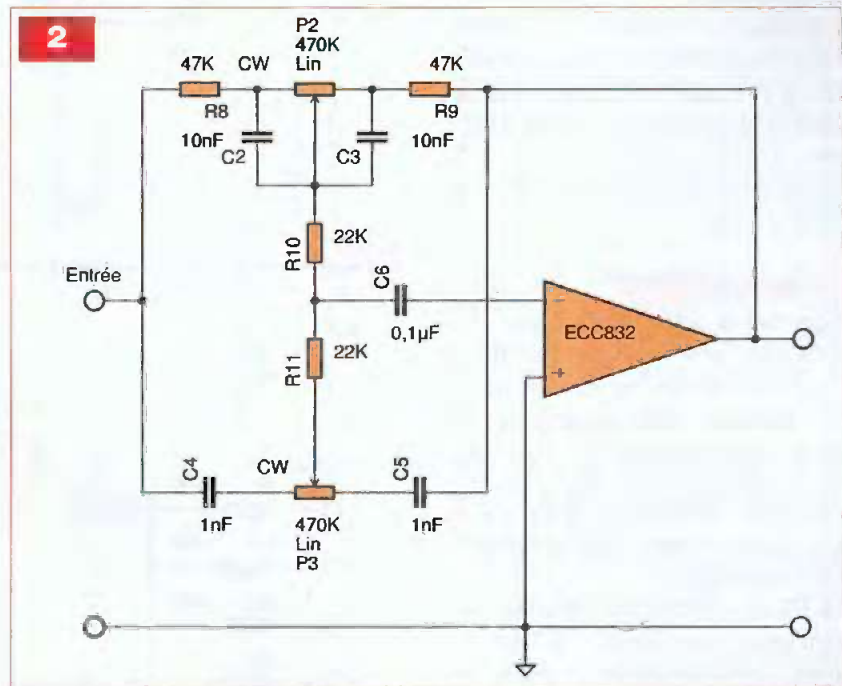 2
P2
470K
Lin
47K
CW
47K
R8
R9
10nF
C2
C3
10nF
R10
22K
Entrée
C6
0,1µF
−
ECC832
+
R11
22K
C4
CW
C5
1nF
470K
1nF
Lin
P3